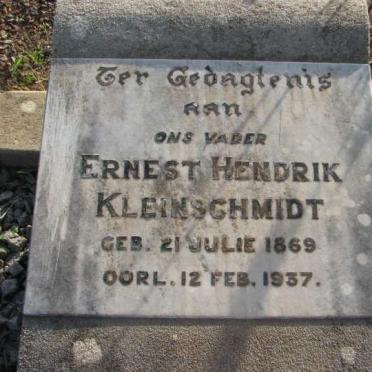 Ter Gedagtenis
aan
ONS VADER
ERNEST HENDRIK
KLEINSCHMIDT
GEB. 21 JULIE 1869
OORL. 12 FEB. 1937.